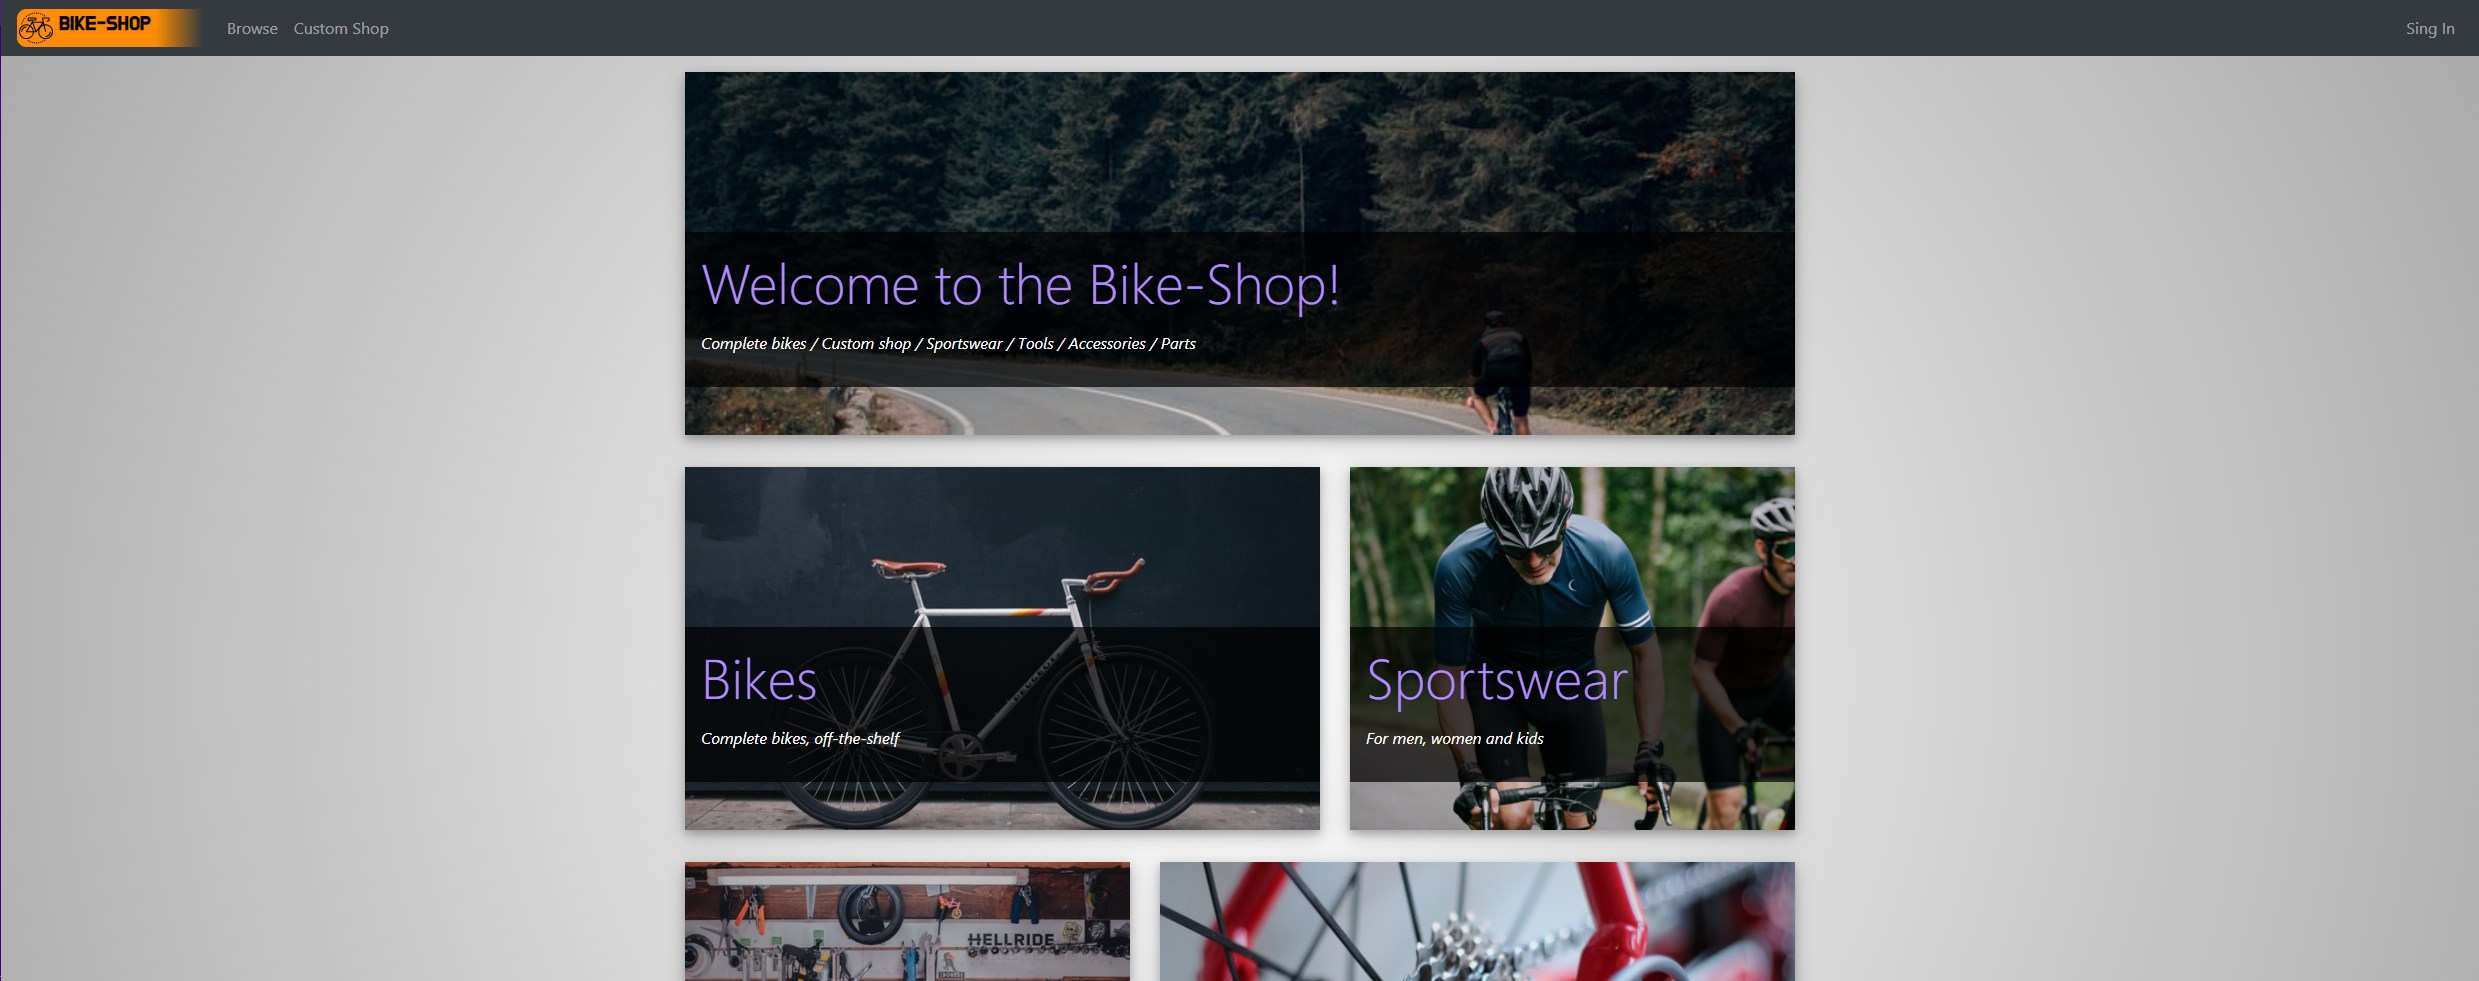 BIKE-SHOP
Browse
Custom Shop
Sing In
Welcome to the Bike-Shop!
Complete bikes / Custom shop / Sportswear / Tools / Accessories / Parts
Bikes
Complete bikes, off-the-shelf
Sportswear
For men, women and kids
HELLRIDE